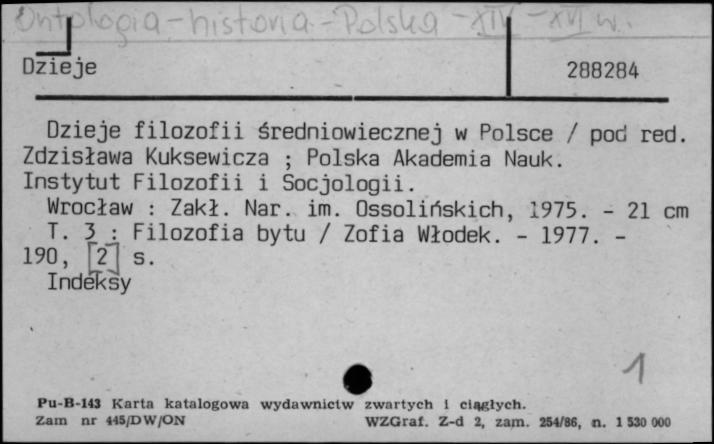 Ontologia - historia - Polska - XIV - XVI w.
Dzieje
288284
Dzieje filozofii średniowiecznej w Polsce / pod red.
Zdzisława Kuksewicza ; Polska Akademia Nauk.
Instytut Filozofii i Socjologii.
Wrocław : Zakł. Nar. im. Ossolińskich, 1975. - 21 cm
T. 3 : Filozofia bytu / Zofia Włodek. - 1977. -
190, [2] s.
Indeksy
1
Pu-B-143 Karta katalogowa wydawnictw zwartych i ciągłych.
Zam nr 445/DW/ON WZGraf. Z-d 2, zam. 254/86, n. 1 530 000